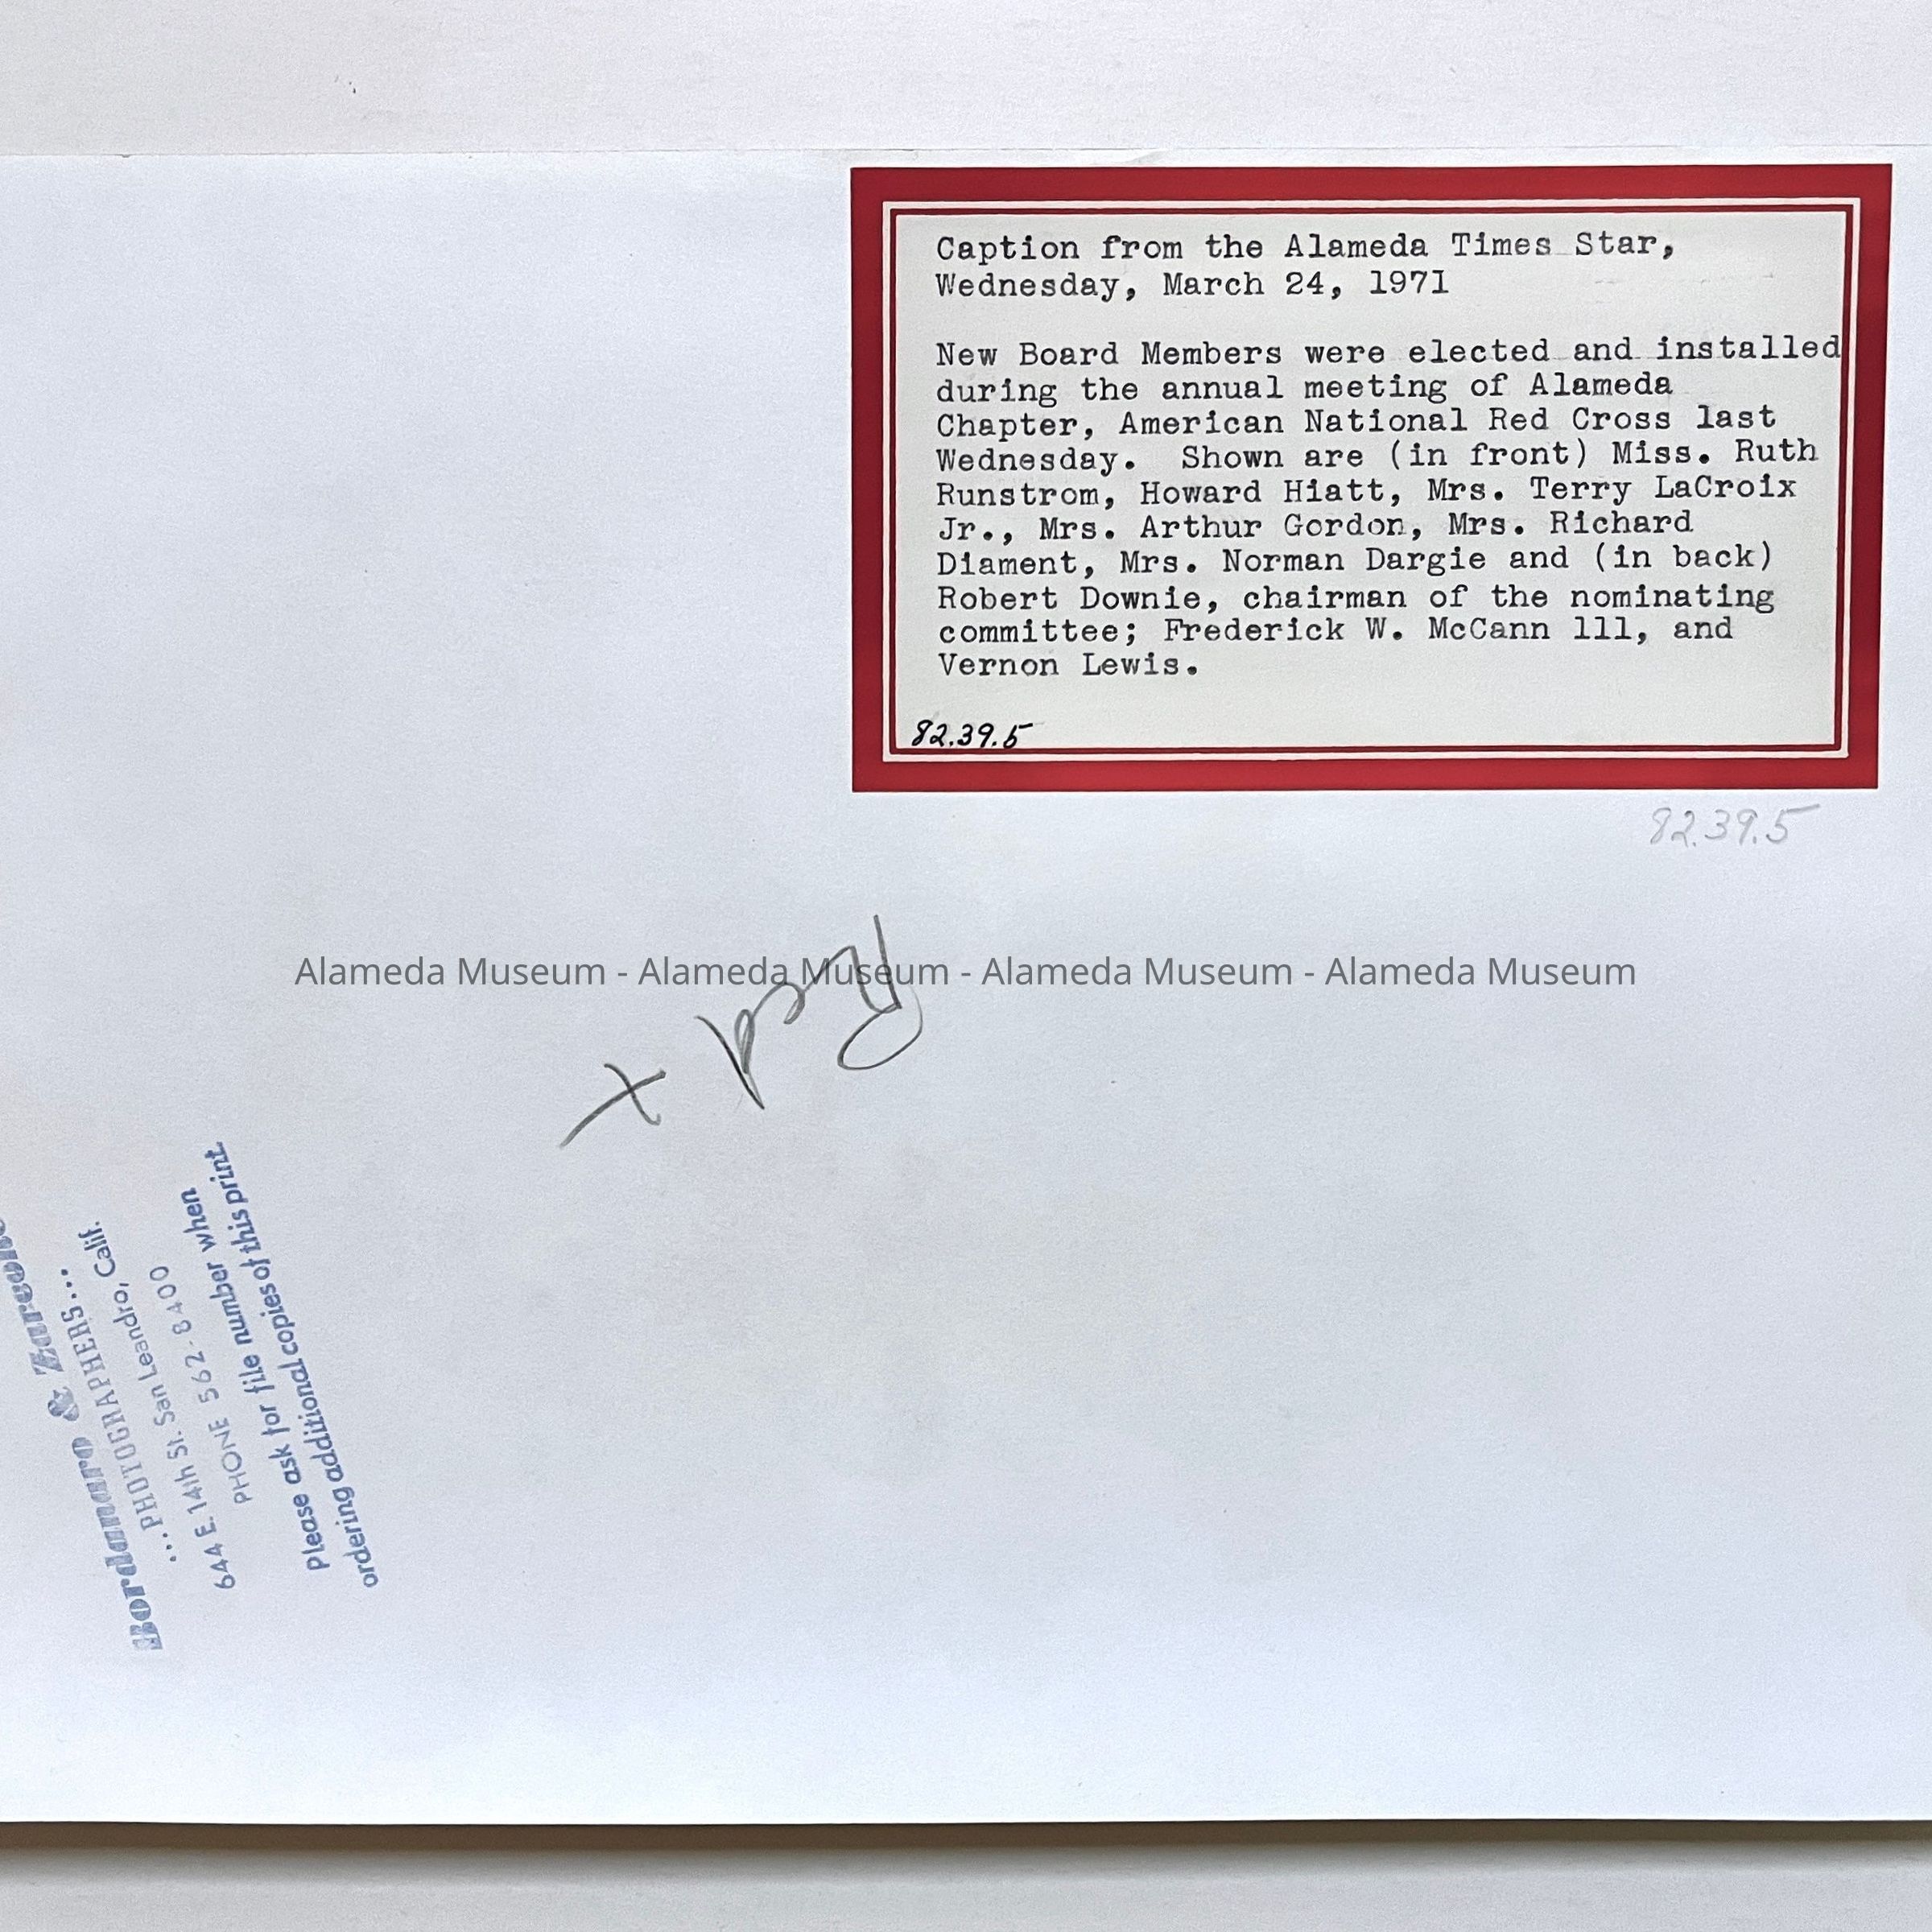 Caption from the Alameda Times Star,
Wednesday, March 24, 1971
New Board Members were elected and installed
during the annual meeting of Alameda
Chapter, American National Red Cross last
Wednesday.  Shown are (in front) Miss. Ruth
Runstrom, Howard Hiatt, Mrs. Terry LaCroix
Jr., Mrs. Arthur Gordon, Mrs. Richard
Diament, Mrs. Norman Dargie and (in back)
Robert Downie, chairman of the nominating
committee; Frederick W. McCann lll, and
Vernon Lewis.
82.39.5
82.39.5
Alameda Museum - Alameda Museum - Alameda Museum - Alameda Museum
Red x
&
...PHOTOGRAPHERS...
644 E. 14th St. San Leandro, Calif.
PHONE 562-8400
please ask for file number when
ordering additional copies of this print